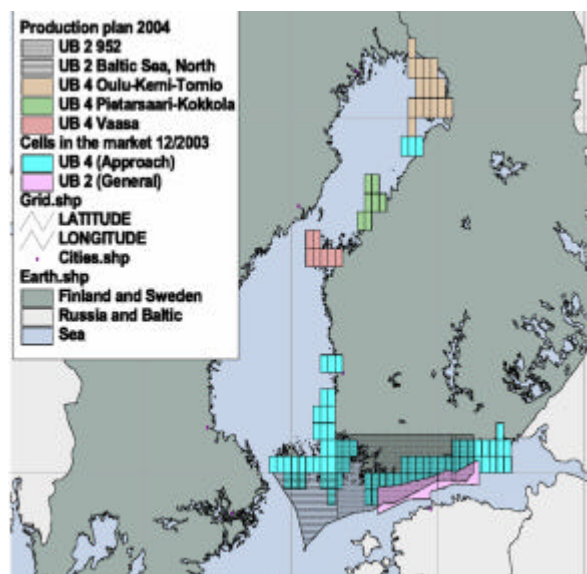 Production plan 2004
UB 2 952
UB 2 Baltic Sea, North
UB 4 Oulu-Kemi-Tornio
UB 4 Pietarsaari-Kokkola
UB 4 Vaasa
Cells in the market 12/2003
UB 4 (Approach)
UB 2 (General)
Grid.shp
LATITUDE
LONGITUDE
Cities.shp
Earth.shp
Finland and Sweden
Russia and Baltic
Sea